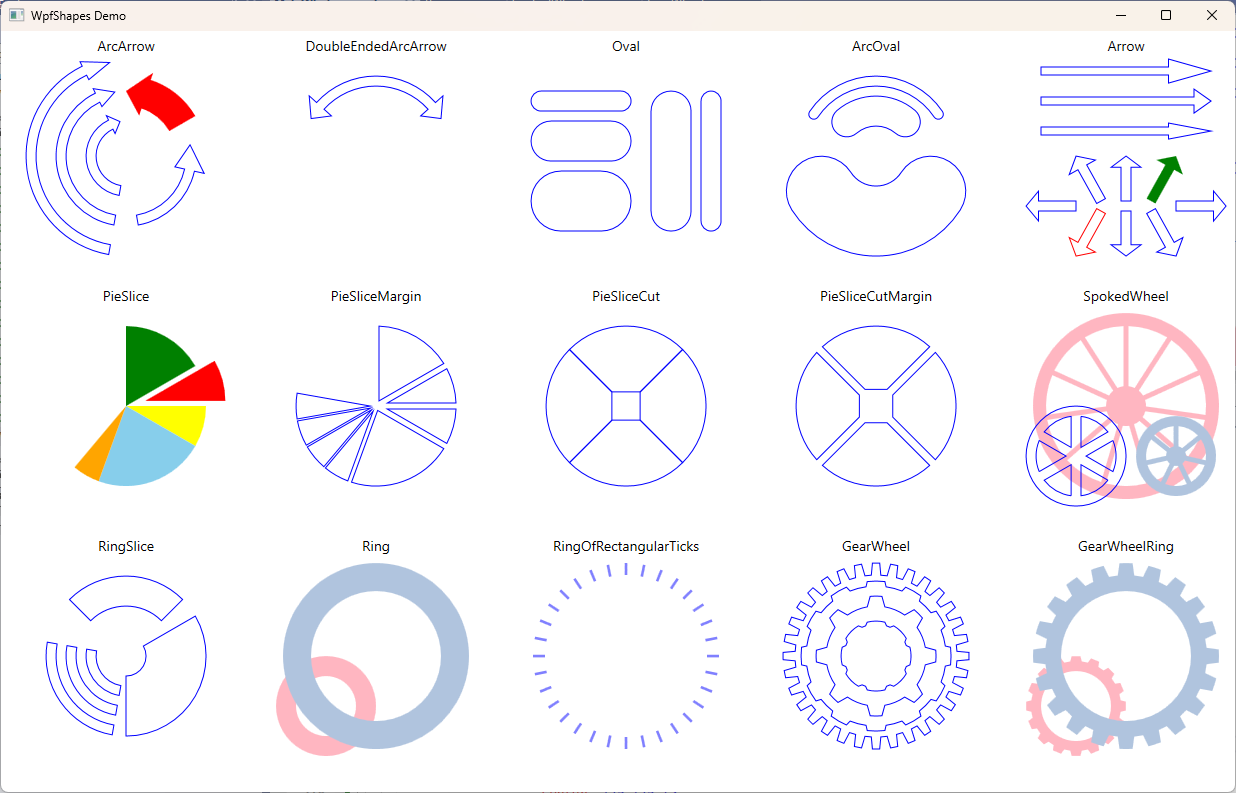 WpfShapes Demo
ArcArrow
DoubleEndedArcArrow
Oval
ArcOval
Arrow
PieSlice
PieSliceMargin
PieSliceCut
PieSliceCutMargin
SpokedWheel
RingSlice
Ring
RingOfRectangularTicks
GearWheel
GearWheelRing